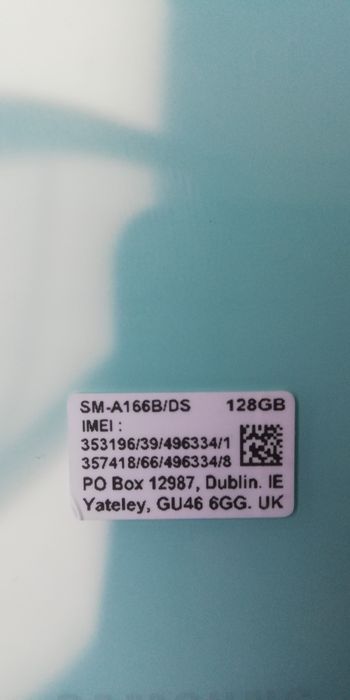 SM-A166B/DS 128GB
IMEI :
353196/39/496334/1
357418/66/496334/8
PO Box 12987, Dublin. IE
Yateley, GU46 6GG. UK